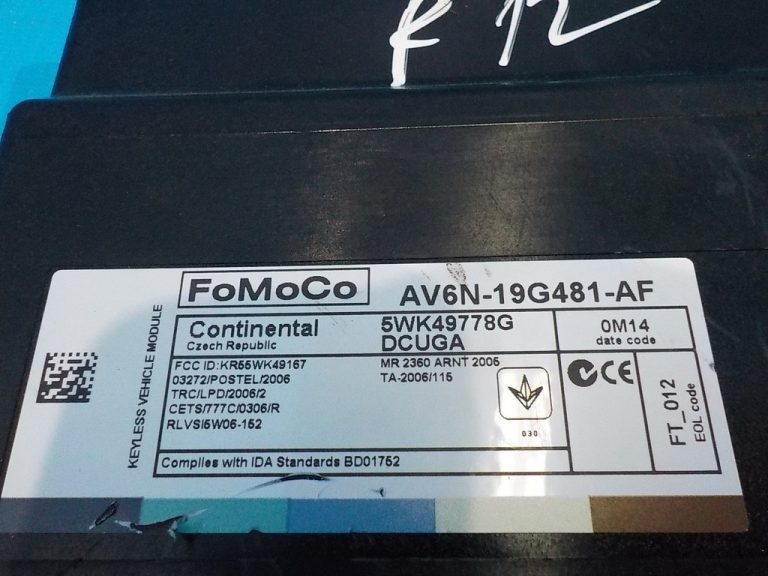 R 12
FoMoCo AV6N-19G481-AF
KEYLESS VEHICLE MODULE
Continental
Czech Republic
5WK49778G
DCUGA
0M14
date code
FCC ID:KR55WK49167
03272/POSTEL/2006
TRC/LPD/2006/2
CETS/777C/0306/R
RLVSI5W06-152
MR 2360 ARNT 2005
TA-2006/115
030
CE
FT_012
EOL code
Complies with IDA Standards BD01752